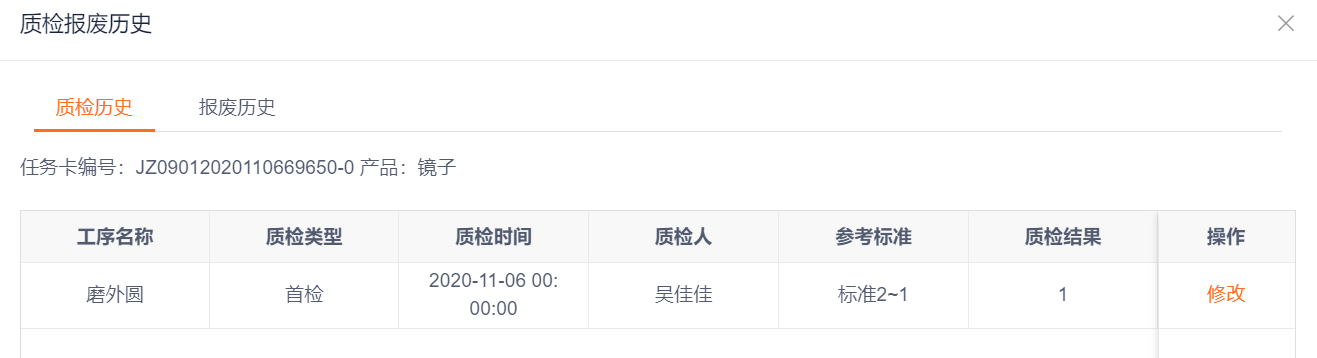 质检报废历史
质检历史 报废历史
任务卡编号：JZ09012020110669650-0 产品：镜子
工序名称 质检类型 质检时间 质检人 参考标准 质检结果 操作
磨外圆 首检 2020-11-06 00:00:00 吴佳佳 标准2~1 1 修改